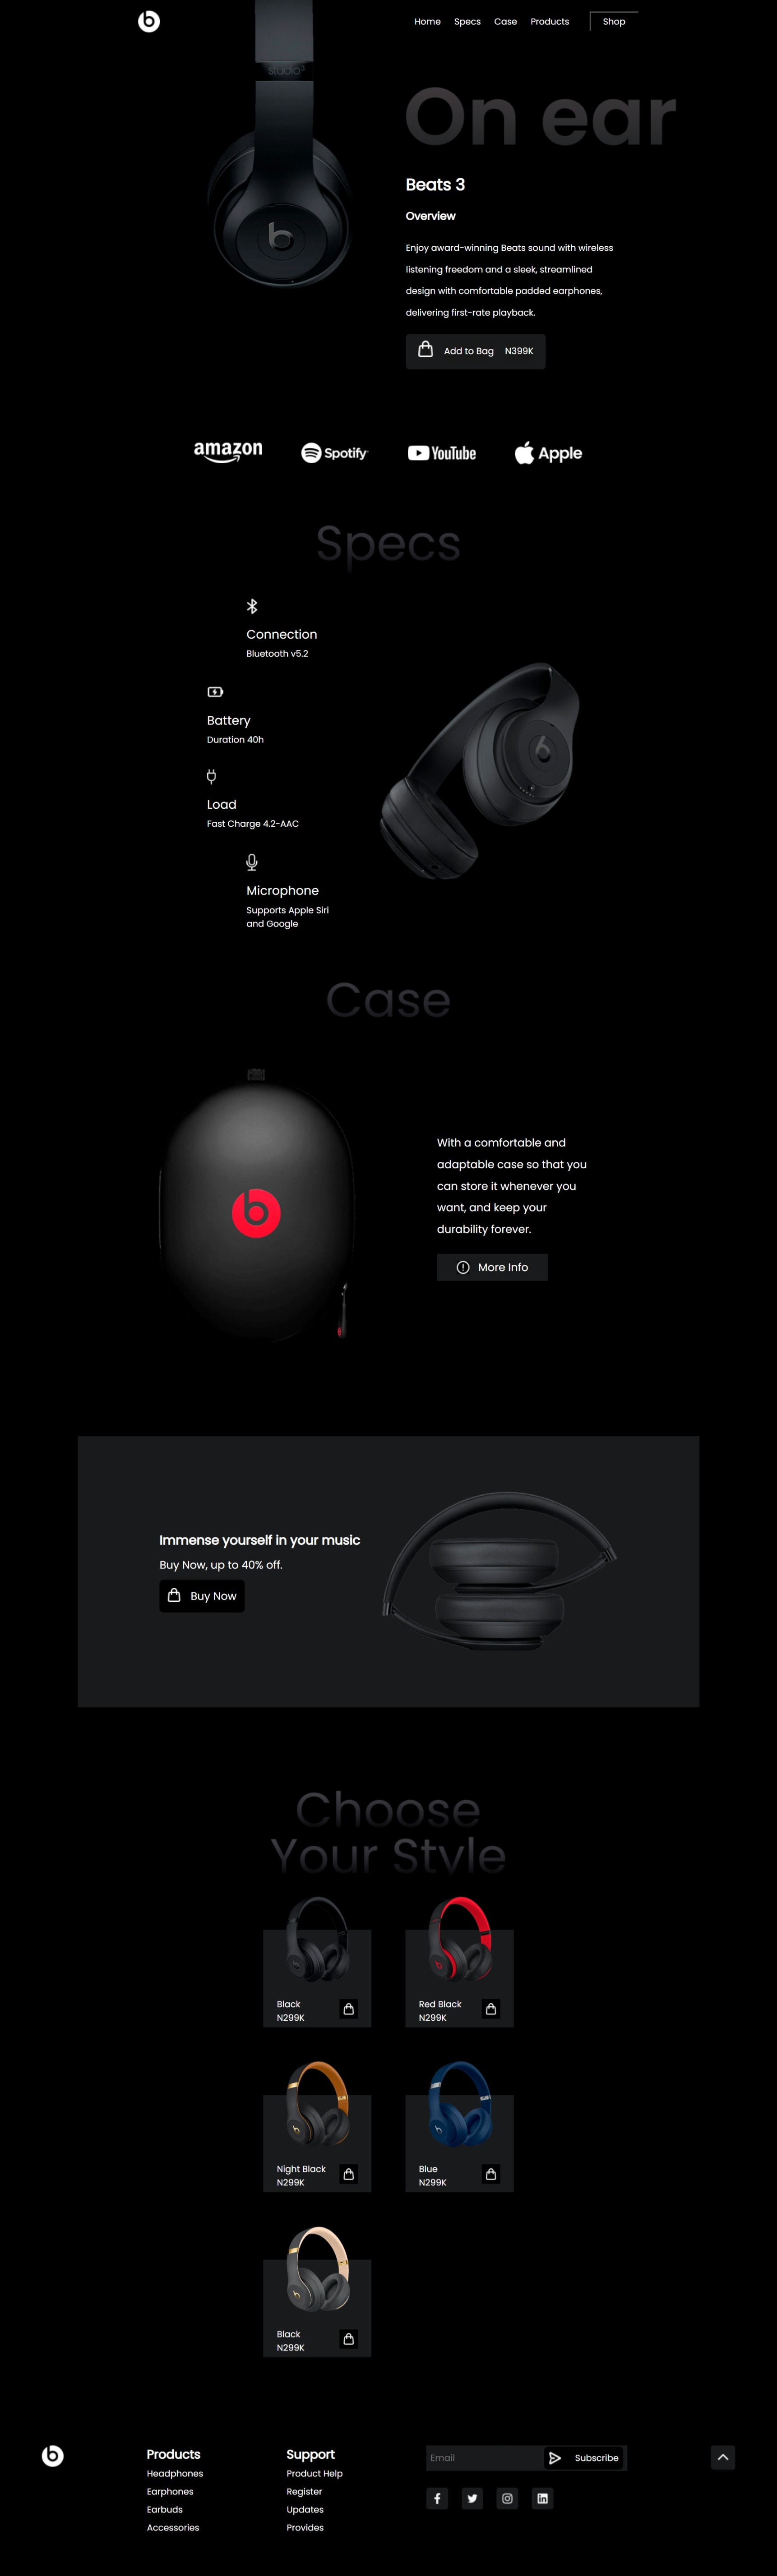 Home Specs Case Products Shop
studio³
On ear
Beats 3
Overview
Enjoy award-winning Beats sound with wireless
listening freedom and a sleek, streamlined
design with comfortable padded earphones,
delivering first-rate playback.
Add to Bag N399K
amazon Spotify YouTube Apple
Specs
Connection
Bluetooth v5.2
Battery
Duration 40h
Load
Fast Charge 4.2-AAC
Microphone
Supports Apple Siri
and Google
Case
With a comfortable and
adaptable case so that you
can store it whenever you
want, and keep your
durability forever.
More Info
Immense yourself in your music
Buy Now, up to 40% off.
Buy Now
Choose
Your Style
Black
N299K
Red Black
N299K
Night Black
N299K
Blue
N299K
Black
N299K
Products
Headphones
Earphones
Earbuds
Accessories
Support
Product Help
Register
Updates
Provides
Email Subscribe